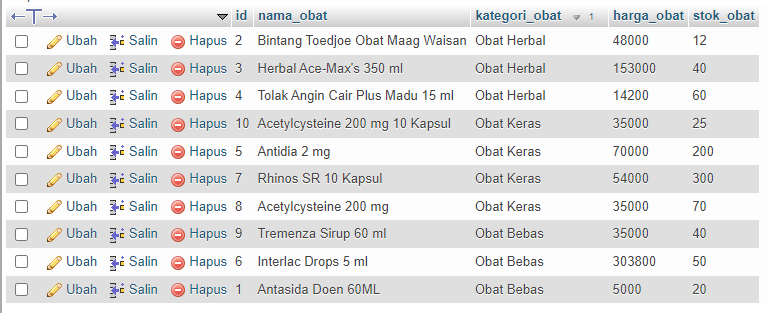 id nama_obat kategori_obat 1 harga_obat stok_obat
Ubah Salin Hapus 2 Bintang Toedjoe Obat Maag Waisan Obat Herbal 48000 12
Ubah Salin Hapus 3 Herbal Ace-Max's 350 ml Obat Herbal 153000 40
Ubah Salin Hapus 4 Tolak Angin Cair Plus Madu 15 ml Obat Herbal 14200 60
Ubah Salin Hapus 10 Acetylcysteine 200 mg 10 Kapsul Obat Keras 35000 25
Ubah Salin Hapus 5 Antidia 2 mg Obat Keras 70000 200
Ubah Salin Hapus 7 Rhinos SR 10 Kapsul Obat Keras 54000 300
Ubah Salin Hapus 8 Acetylcysteine 200 mg Obat Keras 35000 70
Ubah Salin Hapus 9 Tremenza Sirup 60 ml Obat Bebas 35000 40
Ubah Salin Hapus 6 Interlac Drops 5 ml Obat Bebas 303800 50
Ubah Salin Hapus 1 Antasida Doen 60ML Obat Bebas 5000 20